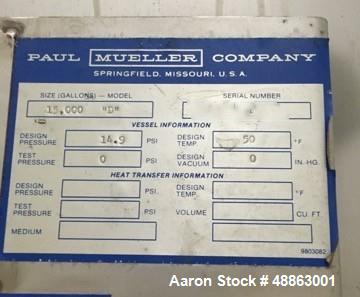 PAUL MUELLER COMPANY
SPRINGFIELD, MISSOURI, U.S.A.
SIZE (GALLONS) – MODEL SERIAL NUMBER
15,000 "D"
VESSEL INFORMATION
DESIGN PRESSURE 14.9 PSI DESIGN TEMP. 50 °F
TEST PRESSURE 0 PSI DESIGN VACUUM 0 IN. HG.
HEAT TRANSFER INFORMATION
DESIGN PRESSURE PSI. DESIGN TEMP. °F
TEST PRESSURE PSI VOLUME CU. FT
MEDIUM
9803082
Aaron Stock # 48863001